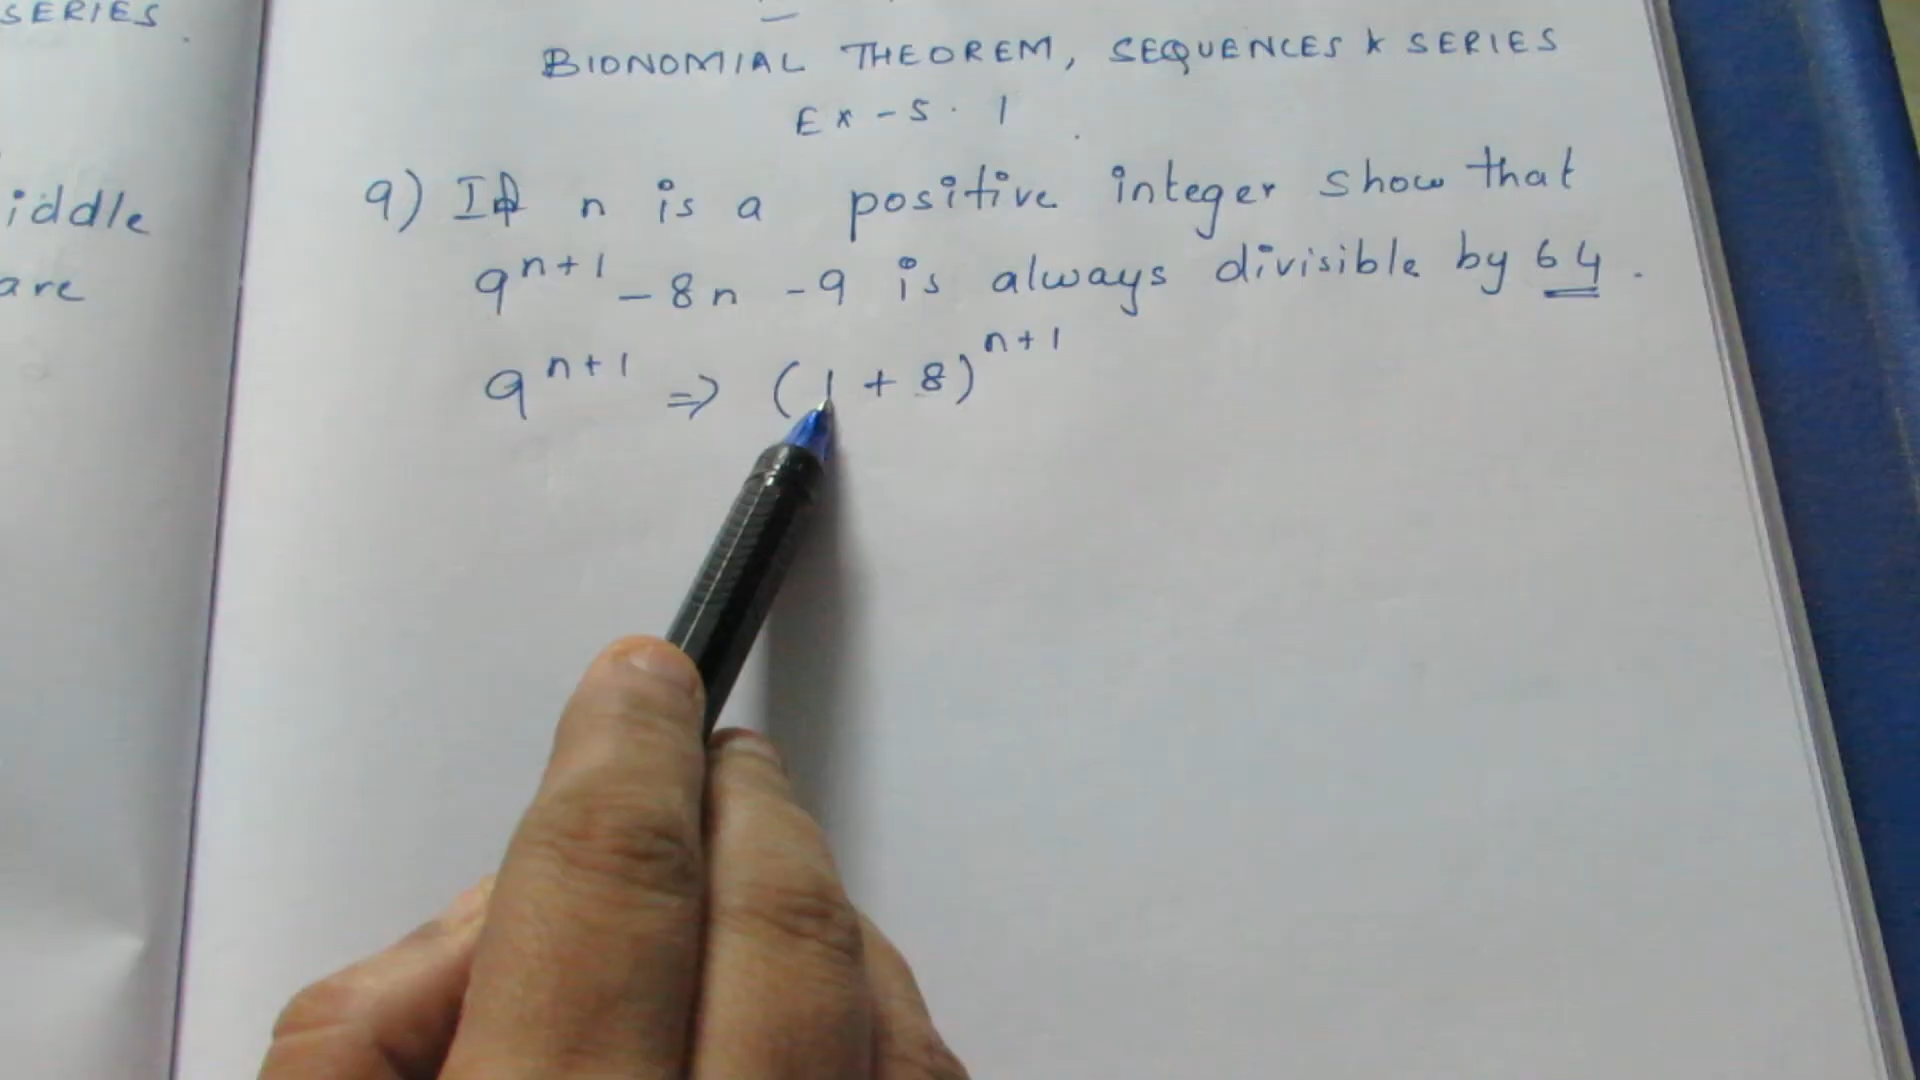 SERIES.
iddle
are
BIONOMIAL THEOREM, SEQUENCES & SERIES
Ex-5.1
9) If n is a positive integer show that
9^{n+1} - 8n - 9 is always divisible by 64.
9^{n+1} ⇒ (1 + 8)^{n+1}